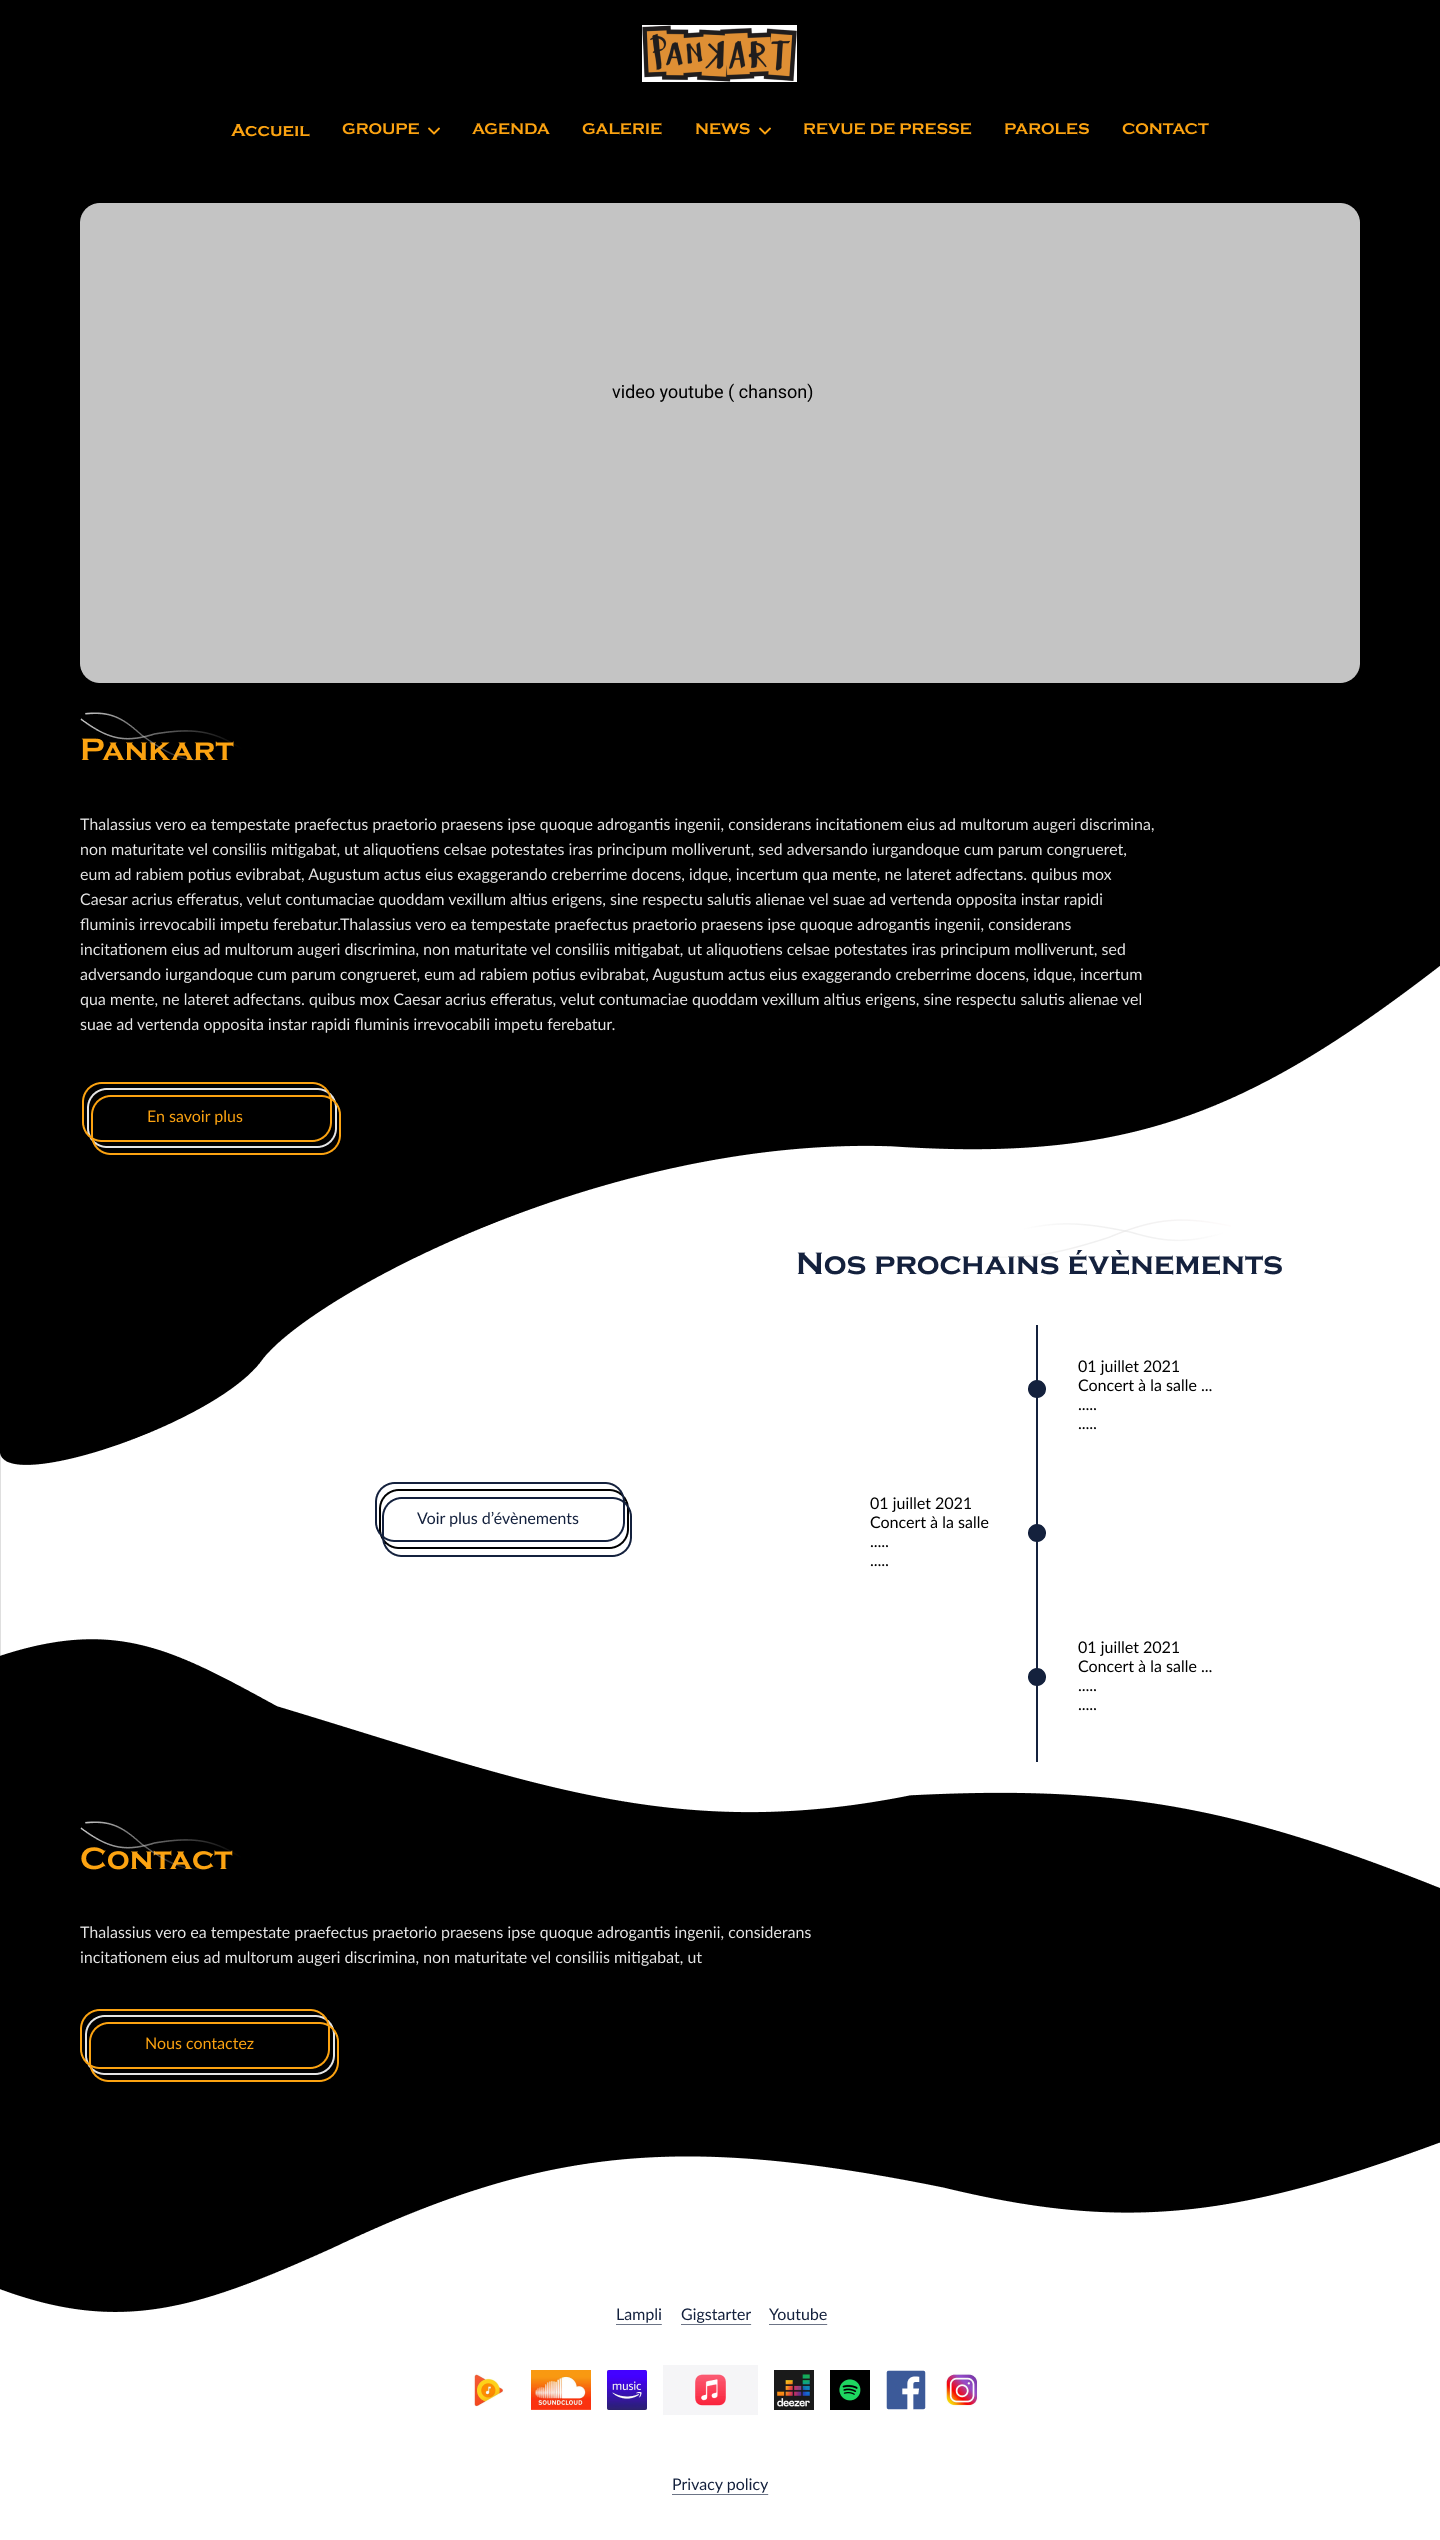 PANKART
ACCUEIL GROUPE AGENDA GALERIE NEWS REVUE DE PRESSE PAROLES CONTACT
video youtube ( chanson)
PANKART
Thalassius vero ea tempestate praefectus praetorio praesens ipse quoque adrogantis ingenii, considerans incitationem eius ad multorum augeri discrimina,
non maturitate vel consiliis mitigabat, ut aliquotiens celsae potestates iras principum molliverunt, sed adversando iurgandoque cum parum congrueret,
eum ad rabiem potius evibrabat, Augustum actus eius exaggerando creberrime docens, idque, incertum qua mente, ne lateret adfectans. quibus mox
Caesar acrius efferatus, velut contumaciae quoddam vexillum altius erigens, sine respectu salutis alienae vel suae ad vertenda opposita instar rapidi
fluminis irrevocabili impetu ferebatur.Thalassius vero ea tempestate praefectus praetorio praesens ipse quoque adrogantis ingenii, considerans
incitationem eius ad multorum augeri discrimina, non maturitate vel consiliis mitigabat, ut aliquotiens celsae potestates iras principum molliverunt, sed
adversando iurgandoque cum parum congrueret, eum ad rabiem potius evibrabat, Augustum actus eius exaggerando creberrime docens, idque, incertum
qua mente, ne lateret adfectans. quibus mox Caesar acrius efferatus, velut contumaciae quoddam vexillum altius erigens, sine respectu salutis alienae vel
suae ad vertenda opposita instar rapidi fluminis irrevocabili impetu ferebatur.
En savoir plus
NOS PROCHAINS ÉVÈNEMENTS
01 juillet 2021
Concert à la salle ...
.....
.....
01 juillet 2021
Concert à la salle
.....
.....
Voir plus d'évènements
01 juillet 2021
Concert à la salle ...
.....
.....
CONTACT
Thalassius vero ea tempestate praefectus praetorio praesens ipse quoque adrogantis ingenii, considerans
incitationem eius ad multorum augeri discrimina, non maturitate vel consiliis mitigabat, ut
Nous contactez
Lampli Gigstarter Youtube
SOUNDCLOUD music deezer
Privacy policy